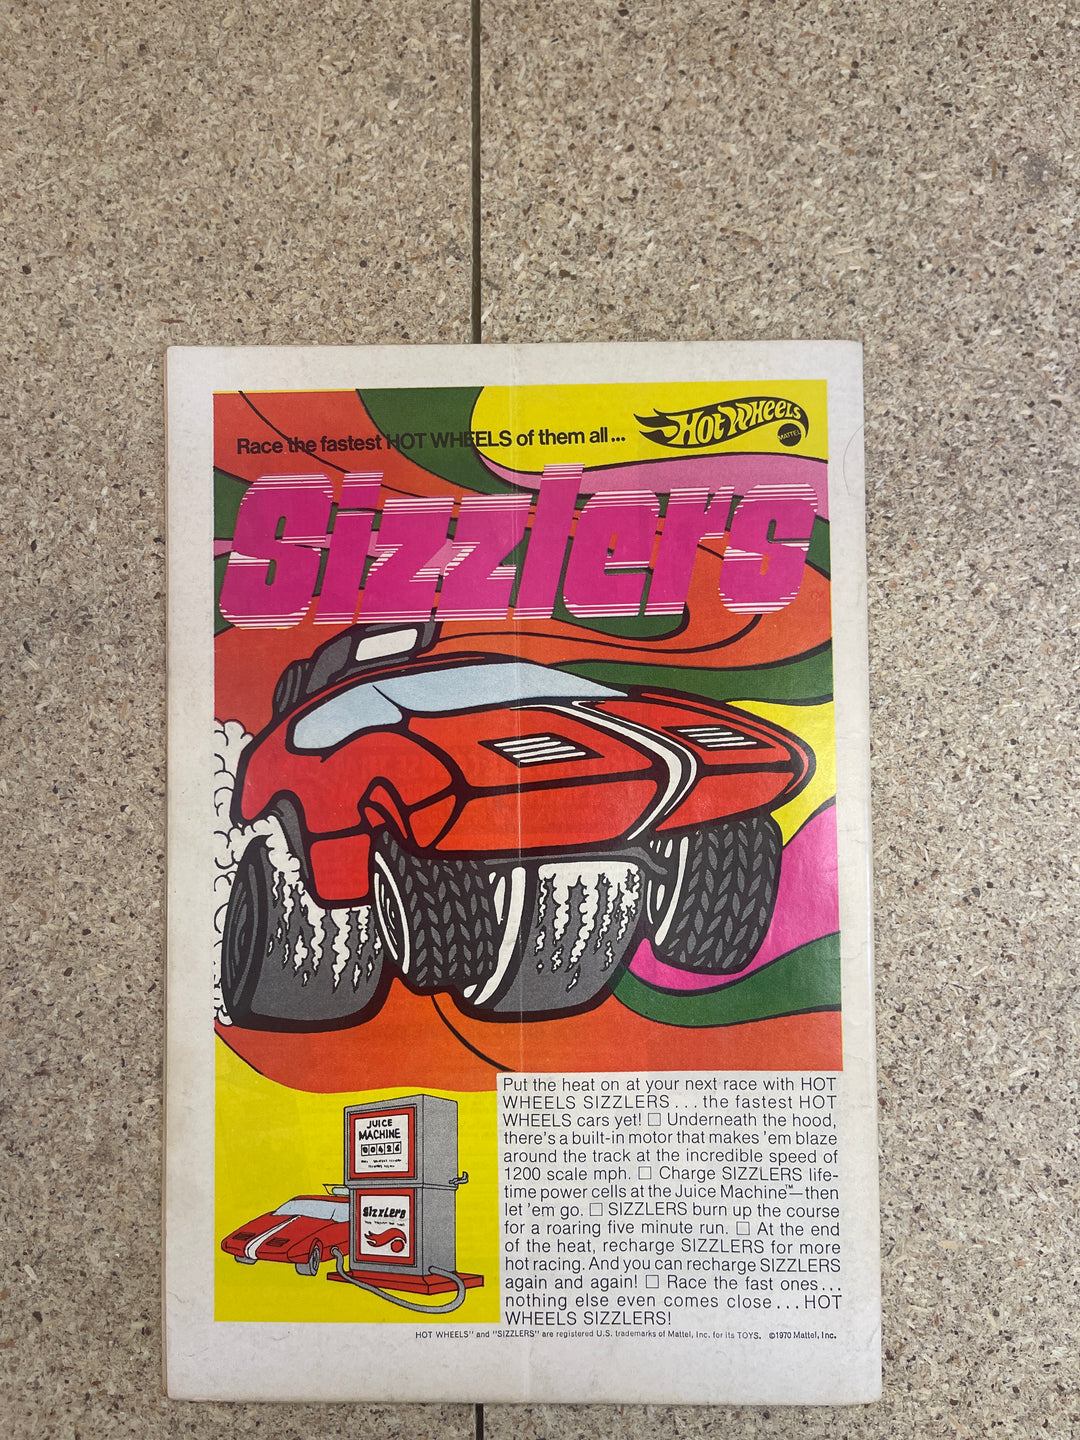 Race the fastest HOT WHEELS of them all...
Hot Wheels
MATTEL
Sizzlers
JUICE
MACHINE
00426
Sizzlers
Put the heat on at your next race with HOT
WHEELS SIZZLERS...the fastest HOT
WHEELS cars yet! □ Underneath the hood,
there's a built-in motor that makes 'em blaze
around the track at the incredible speed of
1200 scale mph. □ Charge SIZZLERS life-
time power cells at the Juice Machine™—then
let 'em go. □ SIZZLERS burn up the course
for a roaring five minute run. □ At the end
of the heat, recharge SIZZLERS for more
hot racing. And you can recharge SIZZLERS
again and again! □ Race the fast ones...
nothing else even comes close...HOT
WHEELS SIZZLERS!
HOT WHEELS" and "SIZZLERS" are registered U.S. trademarks of Mattel, Inc. for its TOYS. ©1970 Mattel, Inc.